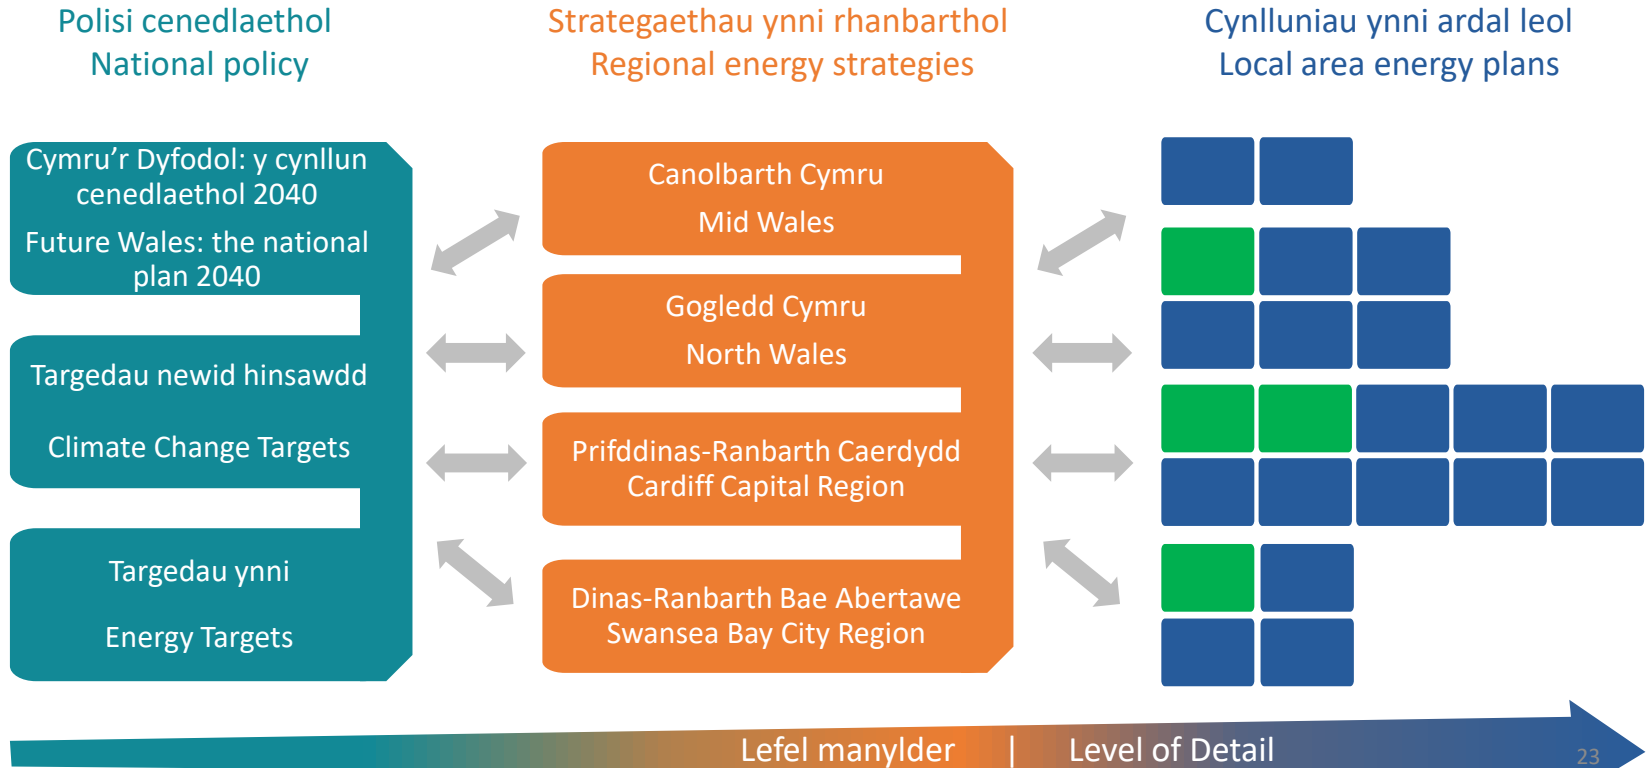 Polisi cenedlaethol
National policy
Strategaethau ynni rhanbarthol
Regional energy strategies
Cynlluniau ynni ardal leol
Local area energy plans
Cymru’r Dyfodol: y cynllun
cenedlaethol 2040
Future Wales: the national
plan 2040
Targedau newid hinsawdd
Climate Change Targets
Targedau ynni
Energy Targets
Canolbarth Cymru
Mid Wales
Gogledd Cymru
North Wales
Prifddinas-Ranbarth Caerdydd
Cardiff Capital Region
Dinas-Ranbarth Bae Abertawe
Swansea Bay City Region
Lefel manylder | Level of Detail
23